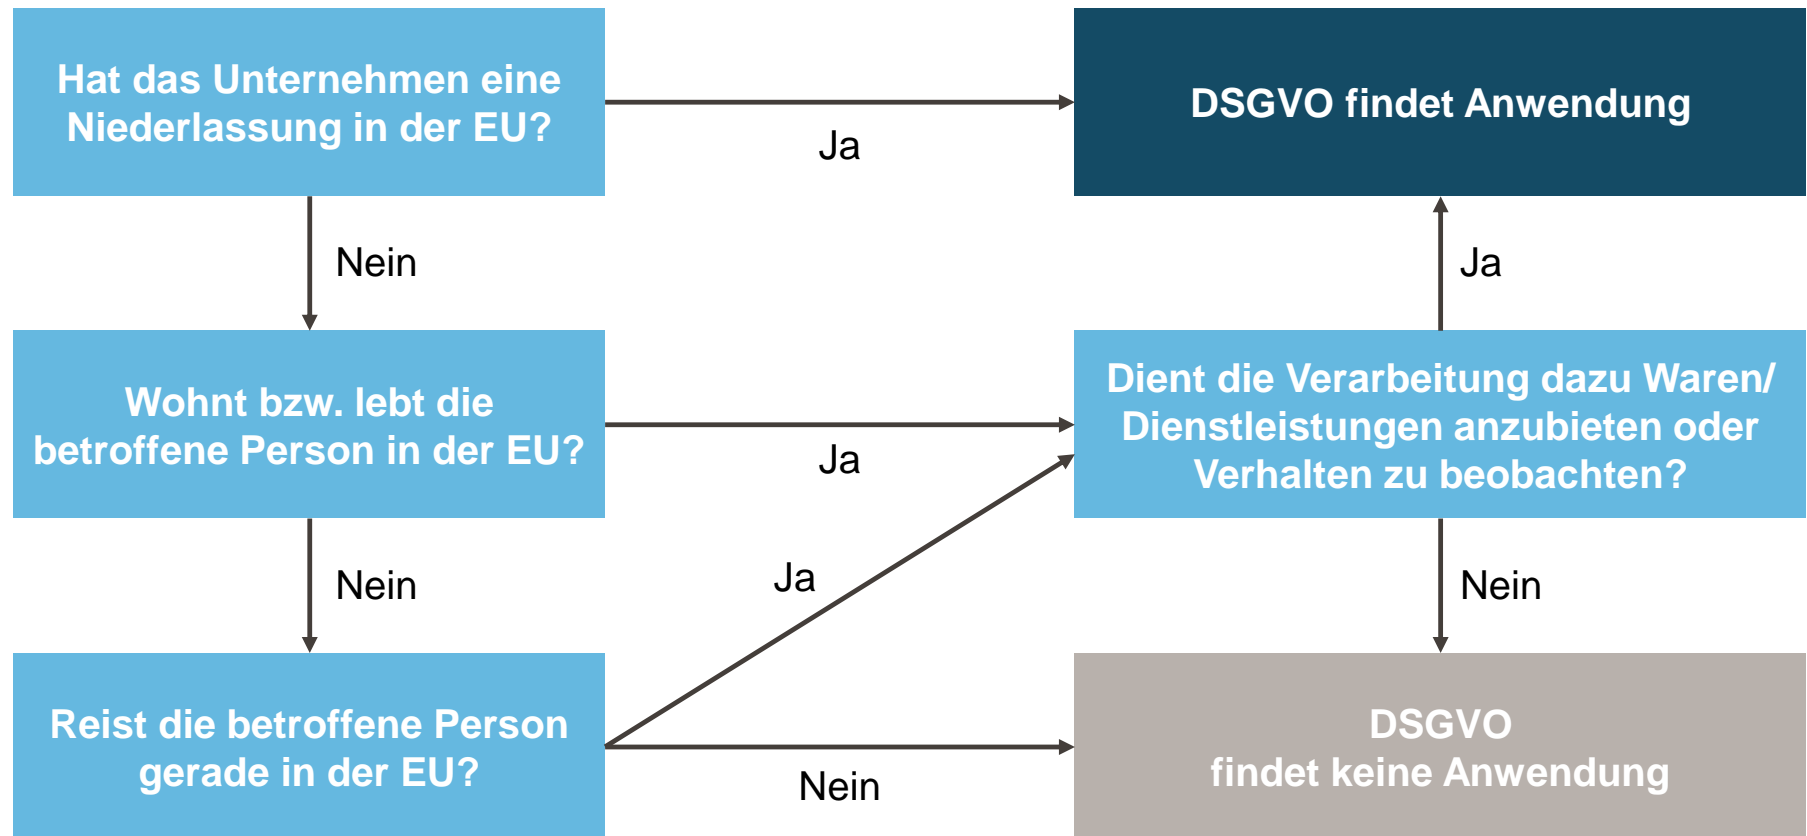 Hat das Unternehmen eine
Niederlassung in der EU?
Ja
DSGVO findet Anwendung
Nein
Ja
Wohnt bzw. lebt die
betroffene Person in der EU?
Ja
Dient die Verarbeitung dazu Waren/
Dienstleistungen anzubieten oder
Verhalten zu beobachten?
Nein
Ja
Nein
Reist die betroffene Person
gerade in der EU?
Nein
DSGVO
findet keine Anwendung